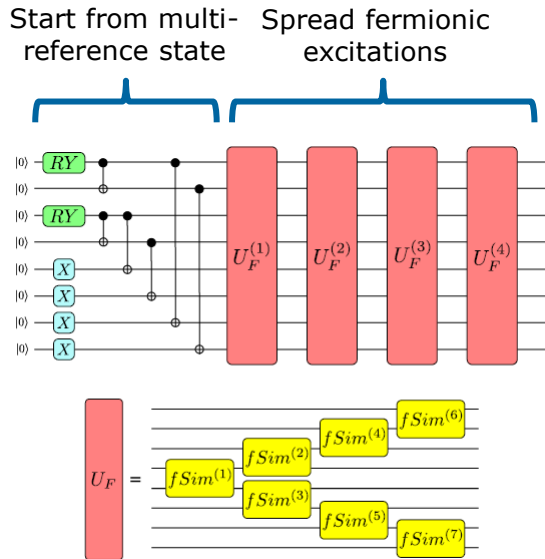 Start from multi-
reference state
Spread fermionic
excitations
|0⟩ RY
|0⟩
|0⟩ RY
|0⟩
|0⟩ X
|0⟩ X
|0⟩ X
|0⟩ X
U_F^{(1)} U_F^{(2)} U_F^{(3)} U_F^{(4)}
fSim^{(6)}
fSim^{(4)}
fSim^{(2)}
U_F = fSim^{(1)}
fSim^{(3)}
fSim^{(5)}
fSim^{(7)}